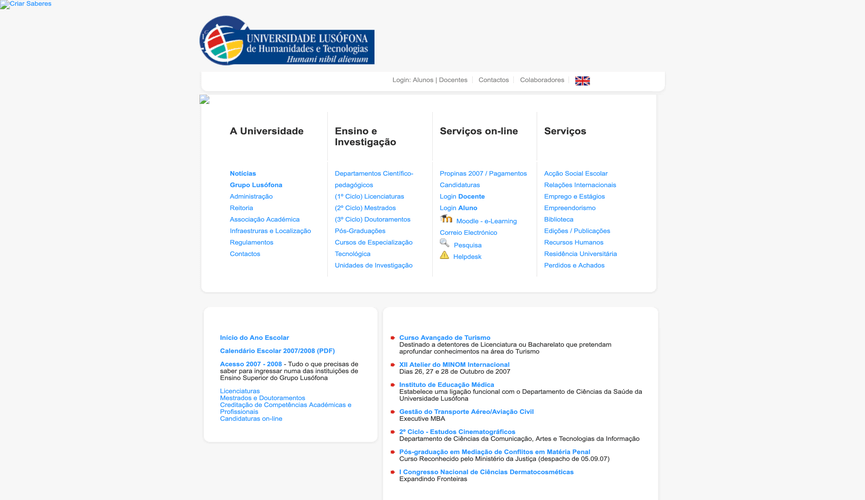 Criar Saberes
UNIVERSIDADE LUSÓFONA
de Humanidades e Tecnologias
Humani nihil alienum
Login: Alunos | Docentes
Contactos
Colaboradores
A Universidade
Notícias
Grupo Lusófona
Administração
Reitoria
Associação Académica
Infraestruras e Localização
Regulamentos
Contactos
Ensino e
Investigação
Departamentos Científico-
pedagógicos
(1º Ciclo) Licenciaturas
(2º Ciclo) Mestrados
(3º Ciclo) Doutoramentos
Pós-Graduações
Cursos de Especialização
Tecnológica
Unidades de Investigação
Serviços on-line
Propinas 2007 / Pagamentos
Candidaturas
Login Docente
Login Aluno
Moodle - e-Learning
Correio Electrónico
Pesquisa
Helpdesk
Serviços
Acção Social Escolar
Relações Internacionais
Emprego e Estágios
Empreendorismo
Biblioteca
Edições / Publicações
Recursos Humanos
Residência Universitária
Perdidos e Achados
Início do Ano Escolar
Calendário Escolar 2007/2008 (PDF)
Acesso 2007 - 2008 - Tudo o que precisas de
saber para ingressar numa das instituições de
Ensino Superior do Grupo Lusófona
Licenciaturas
Mestrados e Doutoramentos
Creditação de Competências Académicas e
Profissionais
Candidaturas on-line
Curso Avançado de Turismo
Destinado a detentores de Licenciatura ou Bacharelato que pretendam
aprofundar conhecimentos na área do Turismo
XII Atelier do MINOM Internacional
Dias 26, 27 e 28 de Outubro de 2007
Instituto de Educação Médica
Estabelece uma ligação funcional com o Departamento de Ciências da Saúde da
Universidade Lusófona
Gestão do Transporte Aéreo/Aviação Civil
Executive MBA
2º Ciclo - Estudos Cinematográficos
Departamento de Ciências da Comunicação, Artes e Tecnologias da Informação
Pós-graduação em Mediação de Conflitos em Matéria Penal
Curso Reconhecido pelo Ministério da Justiça (despacho de 05.09.07)
I Congresso Nacional de Ciências Dermatocosméticas
Expandindo Fronteiras